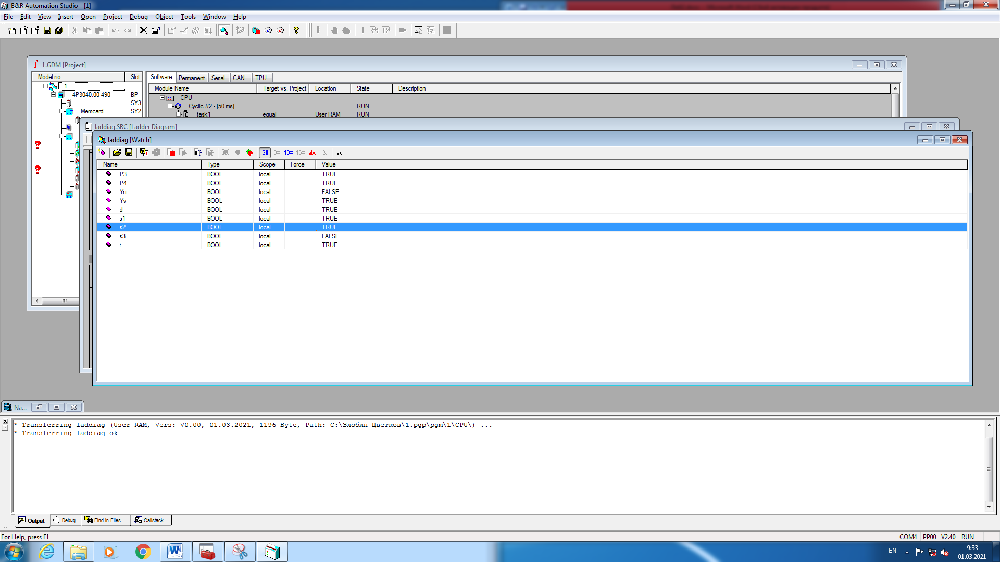 B&R Automation Studio - [1]
File Edit View Insert Open Project Debug Object Tools Window Help
1.GDM [Project]
Model no. Slot
1
4P3040.00-490 BP
SY3
Memcard SY2
Software Permanent Serial CAN TPU
Module Name Target vs. Project Location State Description
CPU
Cyclic #2 - [50 ms] RUN
task1 equal User RAM RUN
laddiag.SRC [Ladder Diagram]
laddiag [Watch]
2# 8# 10# 16# abc & äü
Name Type Scope Force Value
P3 BOOL local TRUE
P4 BOOL local TRUE
Yn BOOL local FALSE
Yv BOOL local TRUE
d BOOL local TRUE
s1 BOOL local TRUE
s2 BOOL local TRUE
s3 BOOL local FALSE
t BOOL local TRUE
Na...
* Transferring laddiag (User RAM, Vers: V0.00, 01.03.2021, 1196 Byte, Path: C:\Злобин Цветков\1.pgp\pgm\1\CPU\) ...
* Transferring laddiag ok
Output Debug Find in Files Callstack
For Help, press F1
COM4 PP00 V2.40 RUN
EN
9:33
01.03.2021